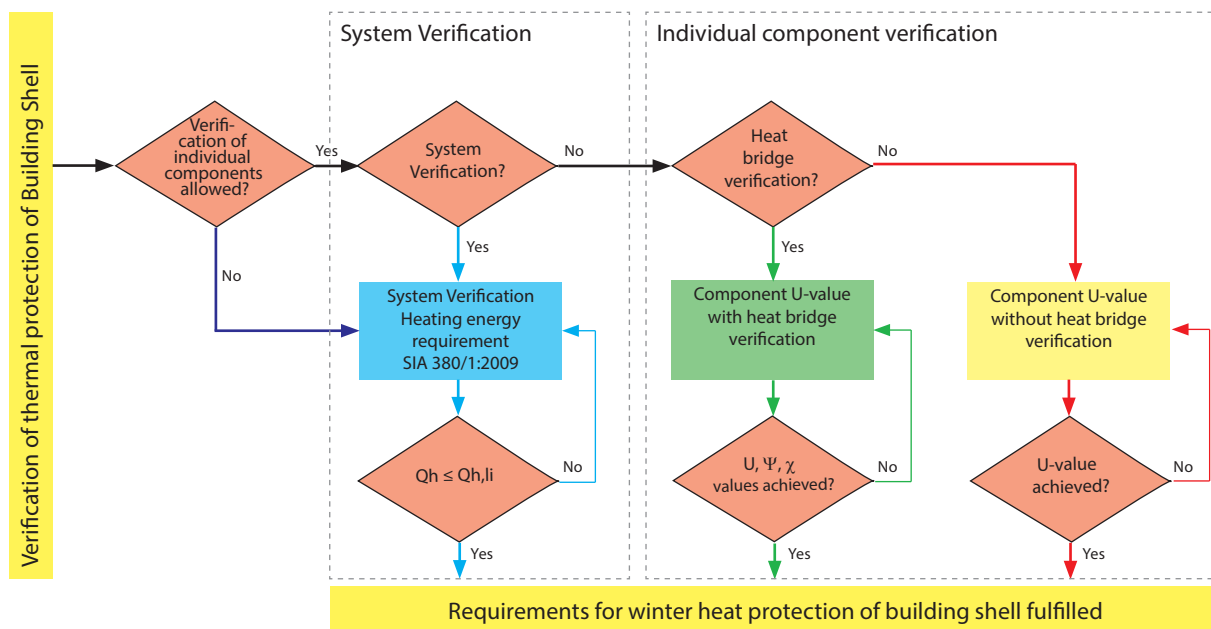 Verification of thermal protection of Building Shell
System Verification
Individual component verification
Verifi-
cation of
individual
components
allowed?
Yes
No
System
Verification?
No
Yes
Heat
bridge
verification?
No
Yes
System Verification
Heating energy
requirement
SIA 380/1:2009
Component U-value
with heat bridge
verification
Component U-value
without heat bridge
verification
Qh ≤ Qh,li
No
Yes
U, Ψ, χ
values achieved?
No
Yes
U-value
achieved?
No
Yes
Requirements for winter heat protection of building shell fulfilled